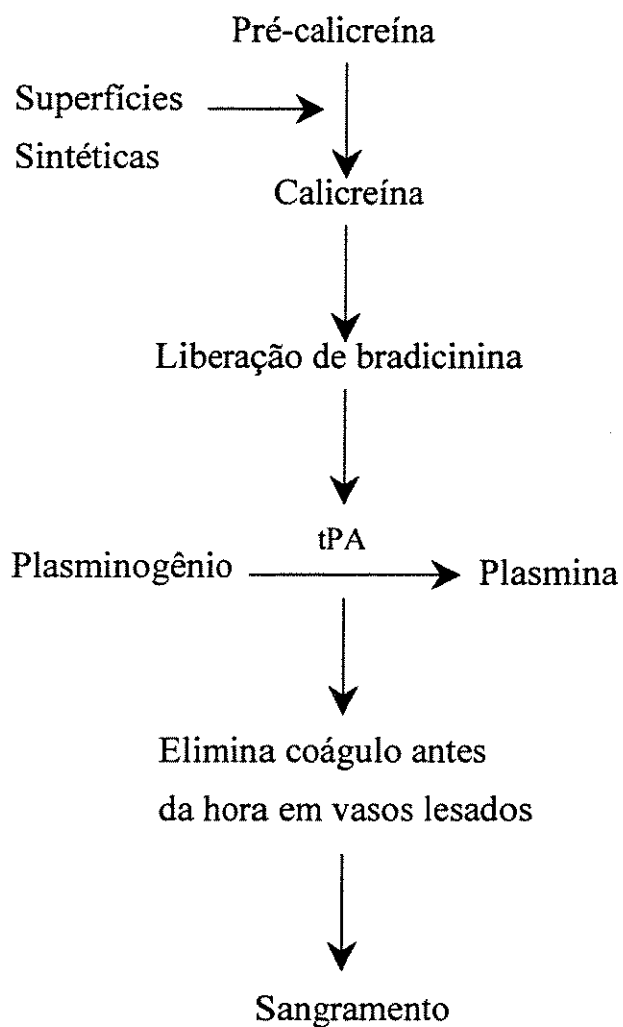 Pré-calicreína
Superfícies
Sintéticas
Calicreína
Liberação de bradicinina
tPA
Plasminogênio
Plasmina
Elimina coágulo antes
da hora em vasos lesados
Sangramento